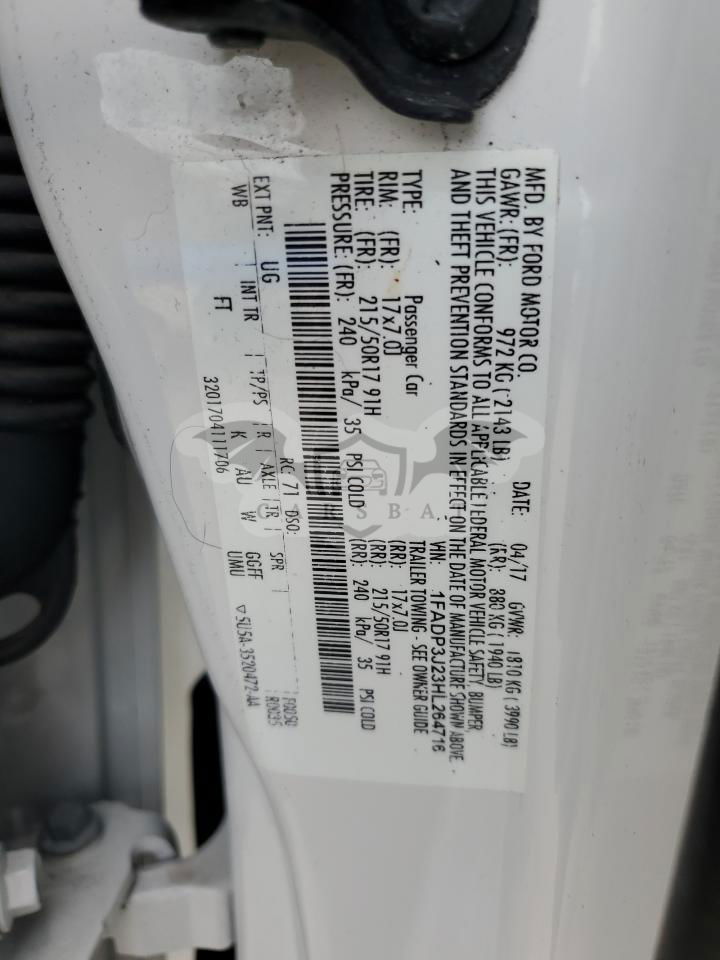 MFD. BY FORD MOTOR CO.
DATE: 04/17 GVWR: 1810 KG ( 3990 LB)
GAWR: (FR): 972 KG ( 2143 LB) (RR): 880 KG ( 1940 LB)
THIS VEHICLE CONFORMS TO ALL APPLICABLE FEDERAL MOTOR VEHICLE SAFETY, BUMPER,
AND THEFT PREVENTION STANDARDS IN EFFECT ON THE DATE OF MANUFACTURE SHOWN ABOVE.
VIN: 1FADP3J23HL264716
TYPE: Passenger Car TRAILER TOWING - SEE OWNER GUIDE
RIM: (FR): 17x7.0J (RR): 17x7.0J
TIRE: (FR): 215/50R17 91H (RR): 215/50R17 91H
PRESSURE: (FR): 240 kPa/ 35 PSI COLD (RR): 240 kPa/ 35 PSI COLD
EXT PNT: UG RC: 71 DSO:
WB INT TR TP/PS R AXLE TR SPR
FT K AU W GGFF
3201704111706 UMU
▽ 5U5A-3520472-AA